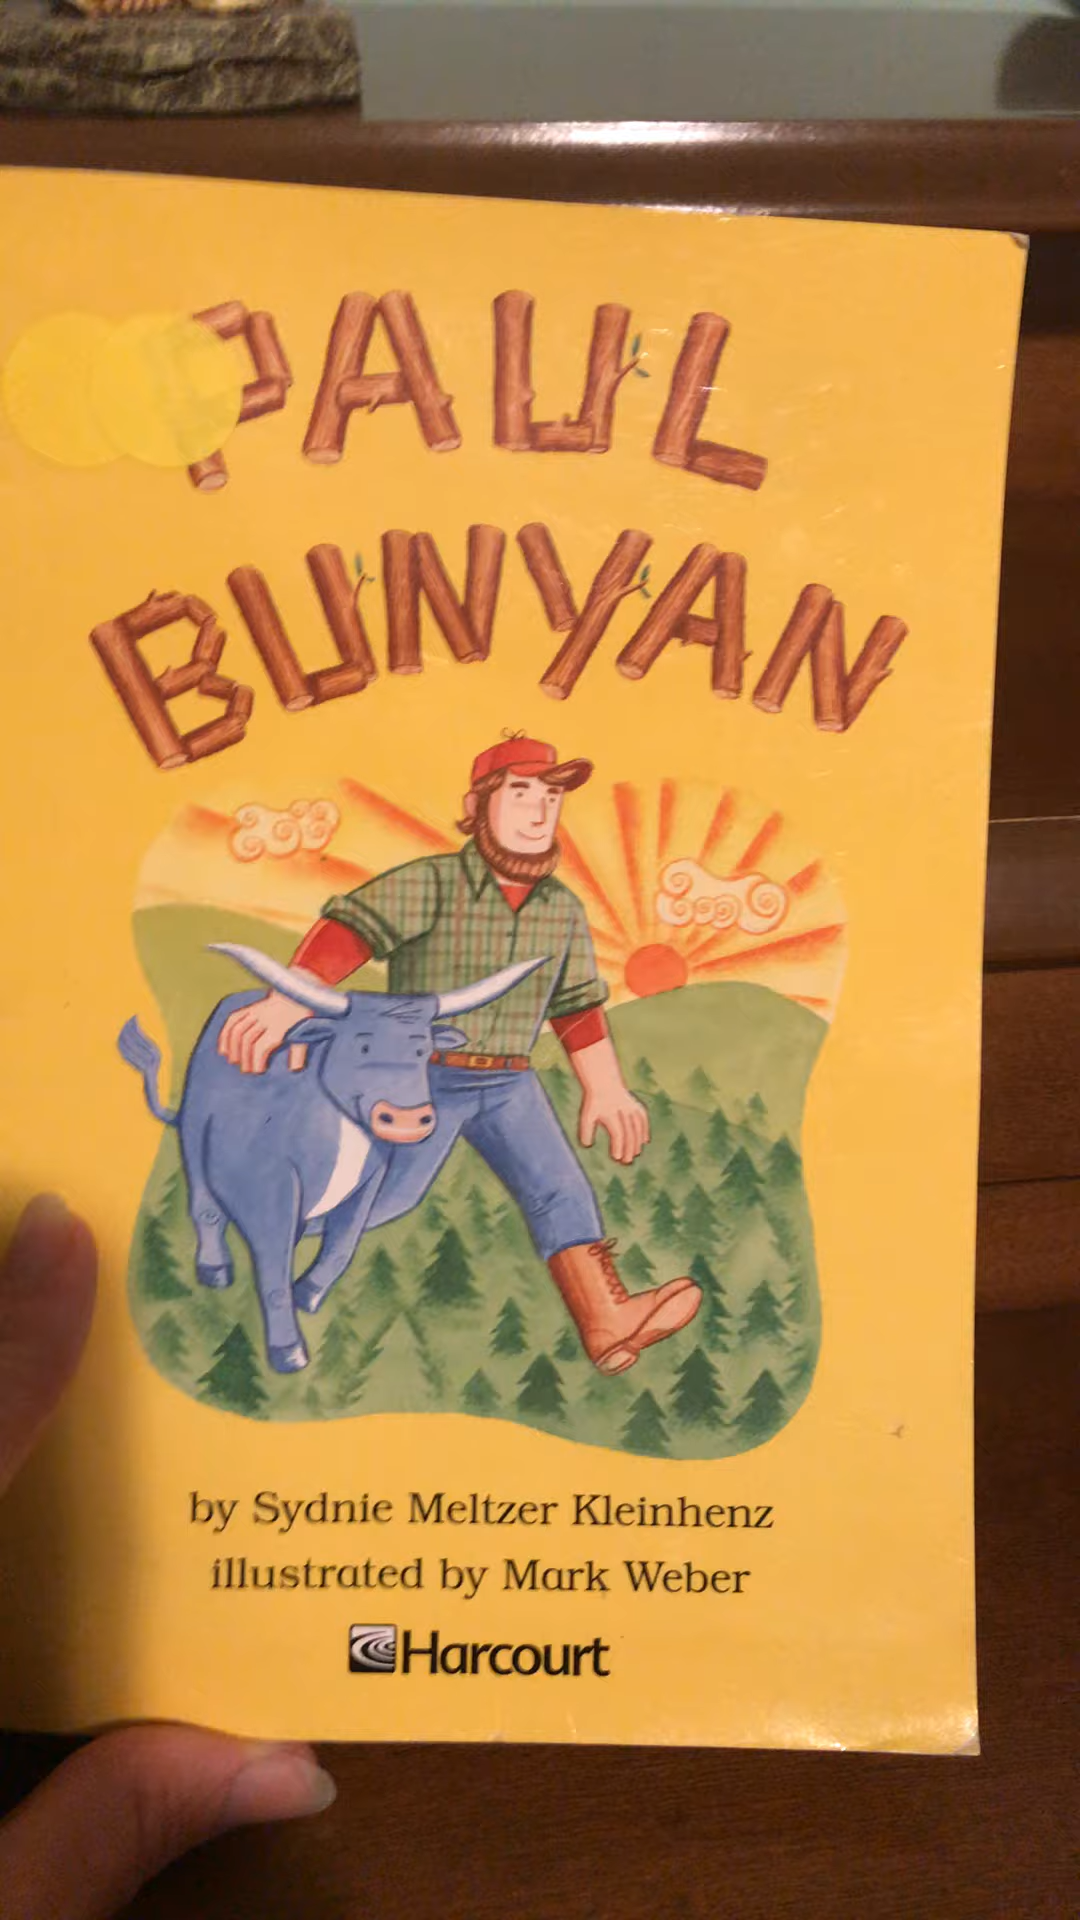 PAUL
BUNYAN
by Sydnie Meltzer Kleinhenz
illustrated by Mark Weber
Harcourt